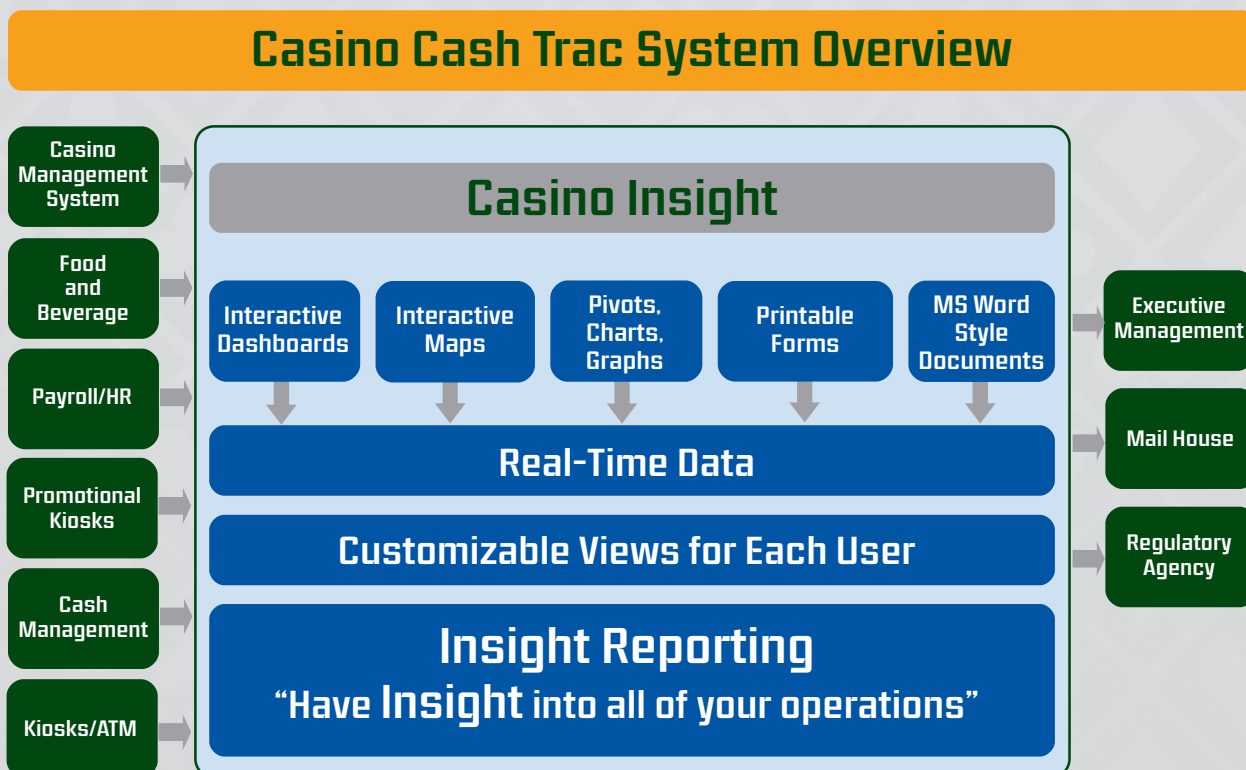 Casino Cash Trac System Overview
Casino
Management
System
Food
and
Beverage
Payroll/HR
Promotional
Kiosks
Cash
Management
Kiosks/ATM
Casino Insight
Interactive
Dashboards
Interactive
Maps
Pivots,
Charts,
Graphs
Printable
Forms
MS Word
Style
Documents
Real-Time Data
Customizable Views for Each User
Insight Reporting
“Have Insight into all of your operations”
Executive
Management
Mail House
Regulatory
Agency